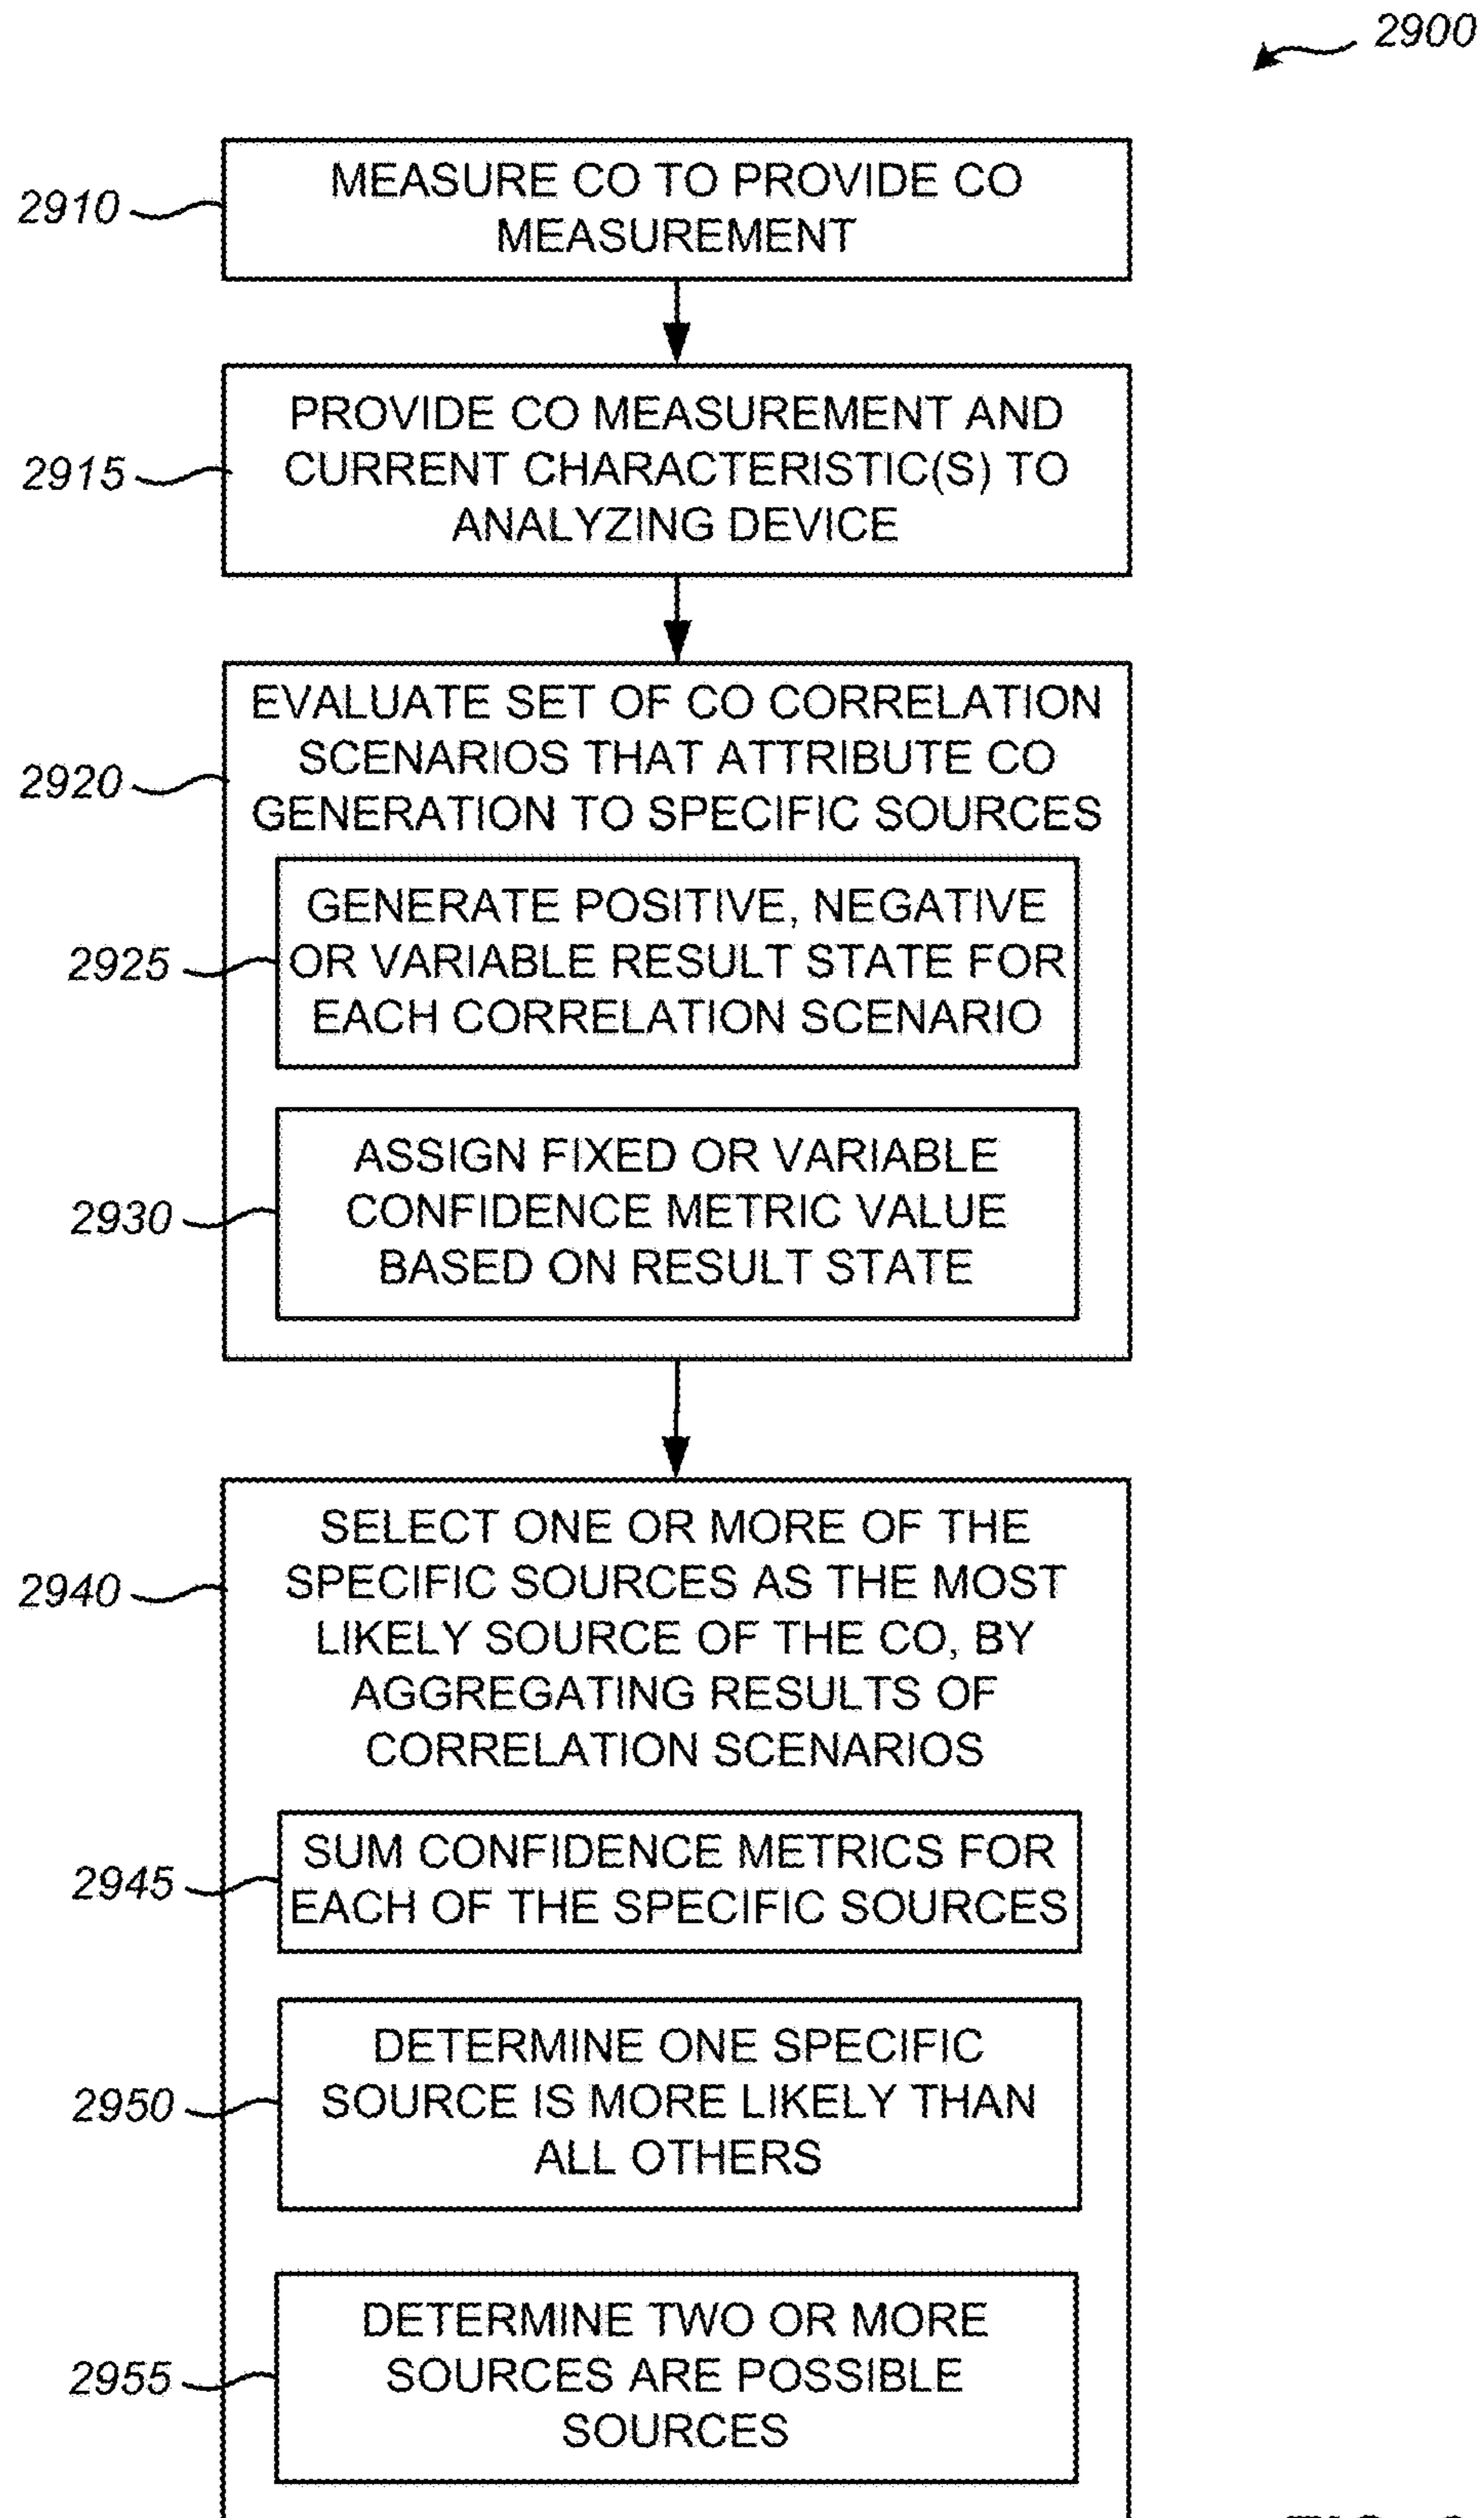 2900
2910
MEASURE CO TO PROVIDE CO
MEASUREMENT
2915
PROVIDE CO MEASUREMENT AND
CURRENT CHARACTERISTIC(S) TO
ANALYZING DEVICE
2920
EVALUATE SET OF CO CORRELATION
SCENARIOS THAT ATTRIBUTE CO
GENERATION TO SPECIFIC SOURCES
2925
GENERATE POSITIVE, NEGATIVE
OR VARIABLE RESULT STATE FOR
EACH CORRELATION SCENARIO
2930
ASSIGN FIXED OR VARIABLE
CONFIDENCE METRIC VALUE
BASED ON RESULT STATE
2940
SELECT ONE OR MORE OF THE
SPECIFIC SOURCES AS THE MOST
LIKELY SOURCE OF THE CO, BY
AGGREGATING RESULTS OF
CORRELATION SCENARIOS
2945
SUM CONFIDENCE METRICS FOR
EACH OF THE SPECIFIC SOURCES
2950
DETERMINE ONE SPECIFIC
SOURCE IS MORE LIKELY THAN
ALL OTHERS
2955
DETERMINE TWO OR MORE
SOURCES ARE POSSIBLE
SOURCES